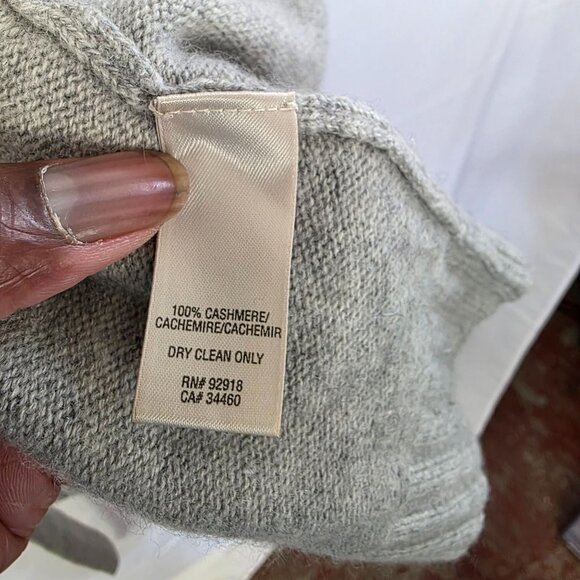 100% CASHMERE/
CACHEMIRE/CACHEMIR
DRY CLEAN ONLY
RN# 92918
CA# 34460